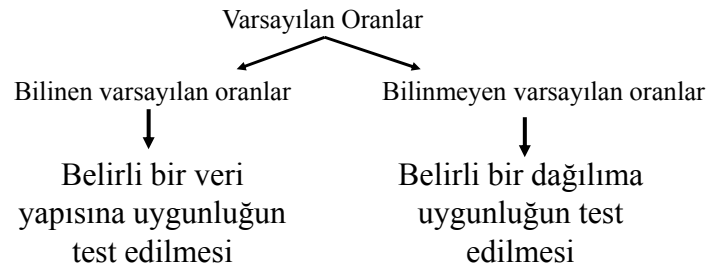 Varsayılan Oranlar
Bilinen varsayılan oranlar
Bilinmeyen varsayılan oranlar
Belirli bir veri
yapısına uygunluğun
test edilmesi
Belirli bir dağılıma
uygunluğun test
edilmesi